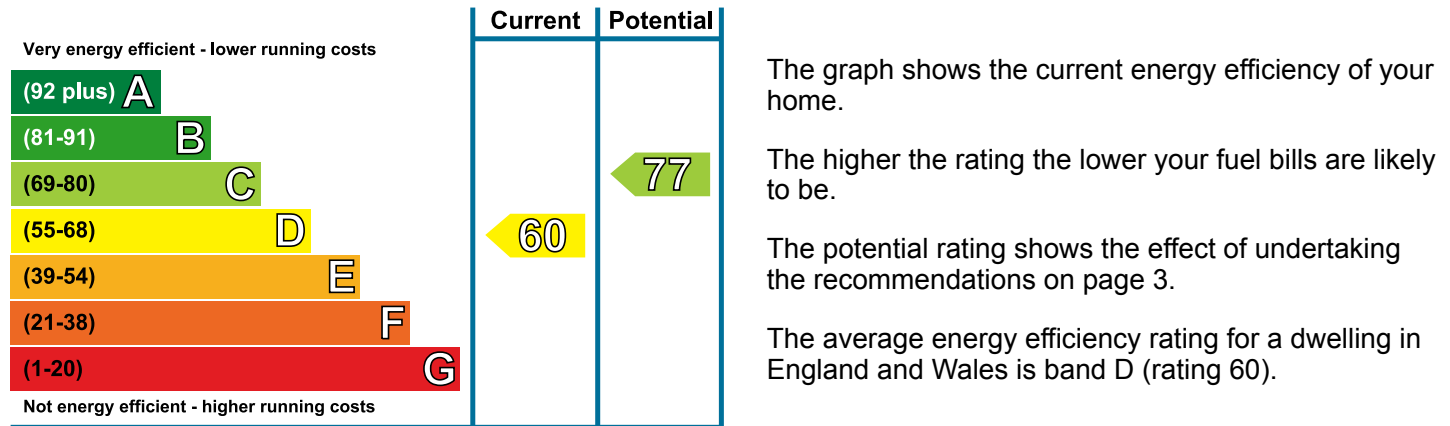 Current Potential
Very energy efficient - lower running costs
(92 plus) A
(81-91) B
(69-80) C
77
(55-68) D
60
(39-54) E
(21-38) F
(1-20) G
Not energy efficient - higher running costs
The graph shows the current energy efficiency of your
home.
The higher the rating the lower your fuel bills are likely
to be.
The potential rating shows the effect of undertaking
the recommendations on page 3.
The average energy efficiency rating for a dwelling in
England and Wales is band D (rating 60).